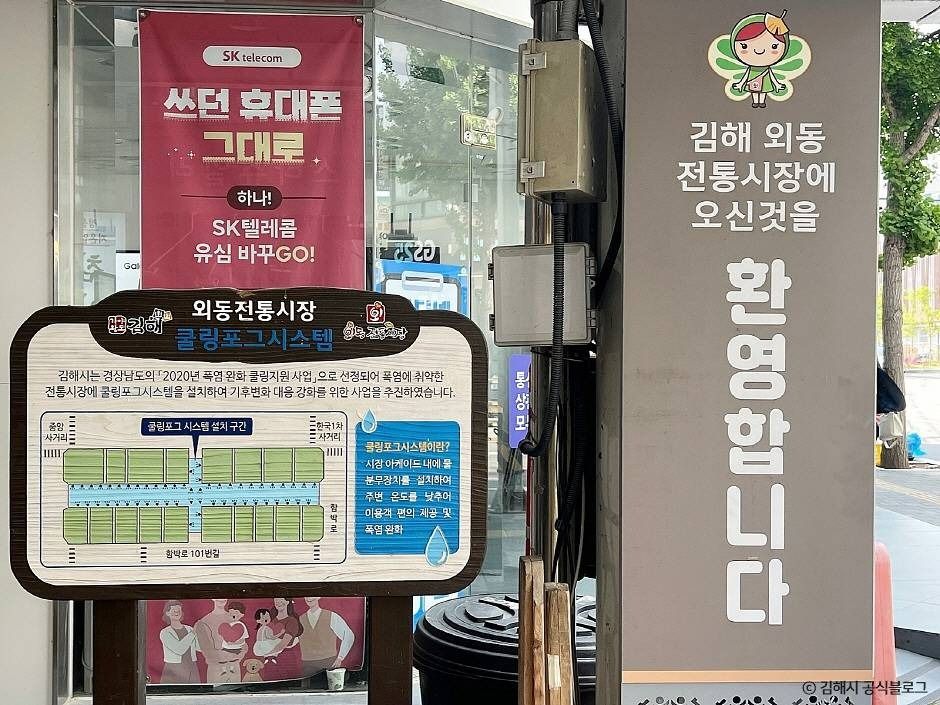 SK telecom
쓰던 휴대폰
그대로
하나!
SK텔레콤
유심 바꾸GO!
GS25
김해 외동
전통시장에
오신것을
환영합니다
외동전통시장
쿨링포그시스템
김해
외동 전통시장
김해시는 경상남도의 「2020년 폭염 완화 쿨링지원 사업」으로 선정되어 폭염에 취약한
전통시장에 쿨링포그시스템을 설치하여 기후변화 대응 강화를 위한 사업을 추진하였습니다.
중앙
사거리
쿨링포그 시스템 설치 구간
한국1차
사거리
함박로
함박로 101번길
쿨링포그시스템이란?
시장 아케이드 내에 물
분무장치를 설치하여
주변 온도를 낮추어
이용객 편의 제공 및
폭염 완화
© 김해시 공식블로그